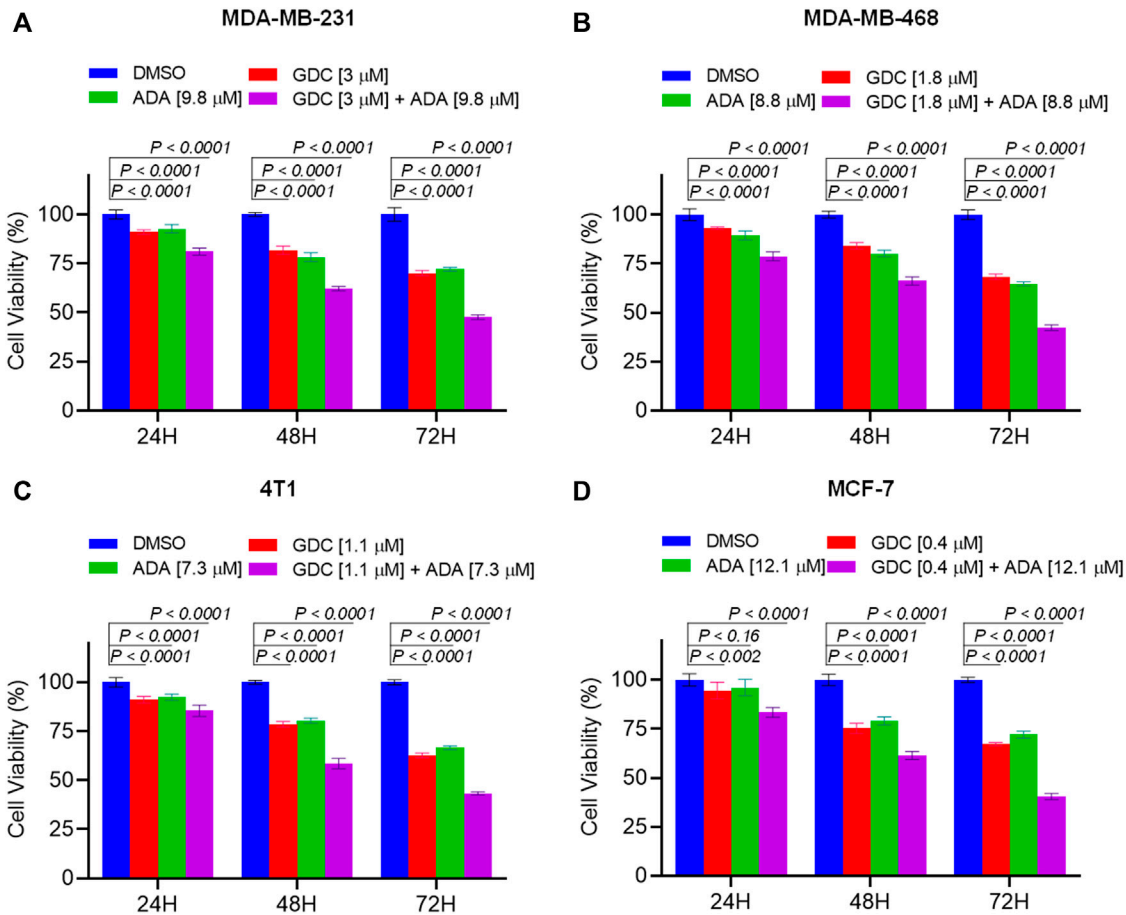 A
MDA-MB-231
DMSO
GDC [3 µM]
ADA [9.8 µM]
GDC [3 µM] + ADA [9.8 µM]
P < 0.0001 P < 0.0001 P < 0.0001
P < 0.0001 P < 0.0001 P < 0.0001
P < 0.0001 P < 0.0001 P < 0.0001
Cell Viability (%)
100
75
50
25
0
24H 48H 72H
B
MDA-MB-468
DMSO
GDC [1.8 µM]
ADA [8.8 µM]
GDC [1.8 µM] + ADA [8.8 µM]
P < 0.0001 P < 0.0001 P < 0.0001
P < 0.0001 P < 0.0001 P < 0.0001
P < 0.0001 P < 0.0001 P < 0.0001
Cell Viability (%)
100
75
50
25
0
24H 48H 72H
C
4T1
DMSO
GDC [1.1 µM]
ADA [7.3 µM]
GDC [1.1 µM] + ADA [7.3 µM]
P < 0.0001 P < 0.0001 P < 0.0001
P < 0.0001 P < 0.0001 P < 0.0001
P < 0.0001 P < 0.0001 P < 0.0001
Cell Viability (%)
100
75
50
25
0
24H 48H 72H
D
MCF-7
DMSO
GDC [0.4 µM]
ADA [12.1 µM]
GDC [0.4 µM] + ADA [12.1 µM]
P < 0.0001 P < 0.0001 P < 0.0001
P < 0.16 P < 0.0001 P < 0.0001
P < 0.002 P < 0.0001 P < 0.0001
Cell Viability (%)
100
75
50
25
0
24H 48H 72H